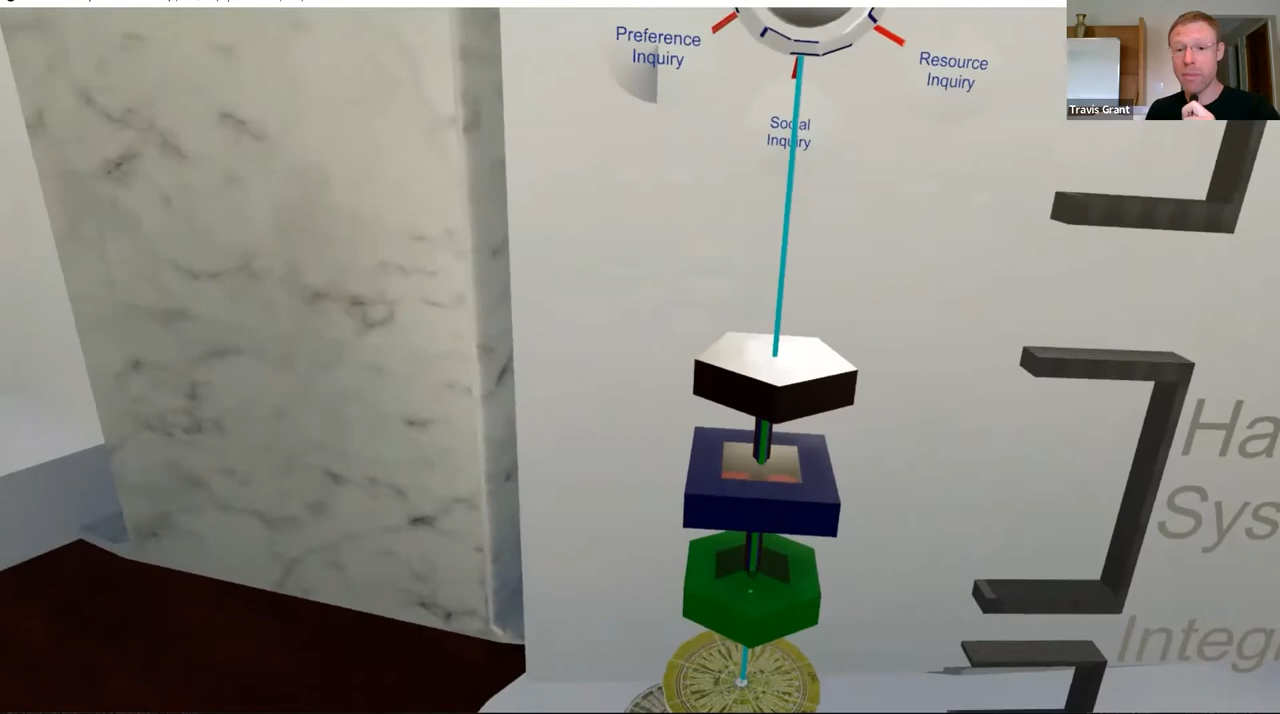 Preference
Inquiry
Resource
Inquiry
Social
Inquiry
Travis Grant
Ha
Sys
Integ